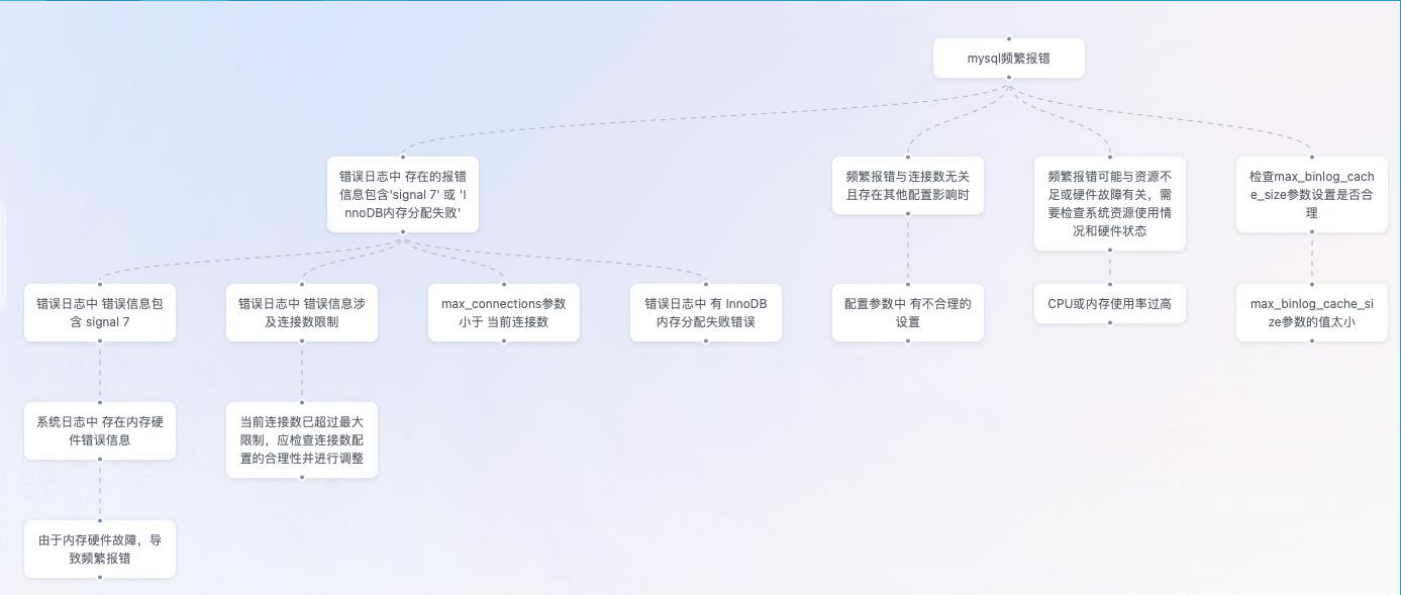 mysql频繁报错
错误日志中 存在的报错
信息包含'signal 7' 或 'I
nnoDB内存分配失败'
频繁报错与连接数无关
且存在其他配置影响时
频繁报错可能与资源不
足或硬件故障有关，需
要检查系统资源使用情
况和硬件状态
检查max_binlog_cach
e_size参数设置是否合
理
错误日志中 错误信息包
含 signal 7
错误日志中 错误信息涉
及连接数限制
max_connections参数
小于 当前连接数
错误日志中 有 InnoDB
内存分配失败错误
配置参数中 有不合理的
设置
CPU或内存使用率过高
max_binlog_cache_si
ze参数的值太小
系统日志中 存在内存硬
件错误信息
当前连接数已超过最大
限制，应检查连接数配
置的合理性并进行调整
由于内存硬件故障，导
致频繁报错